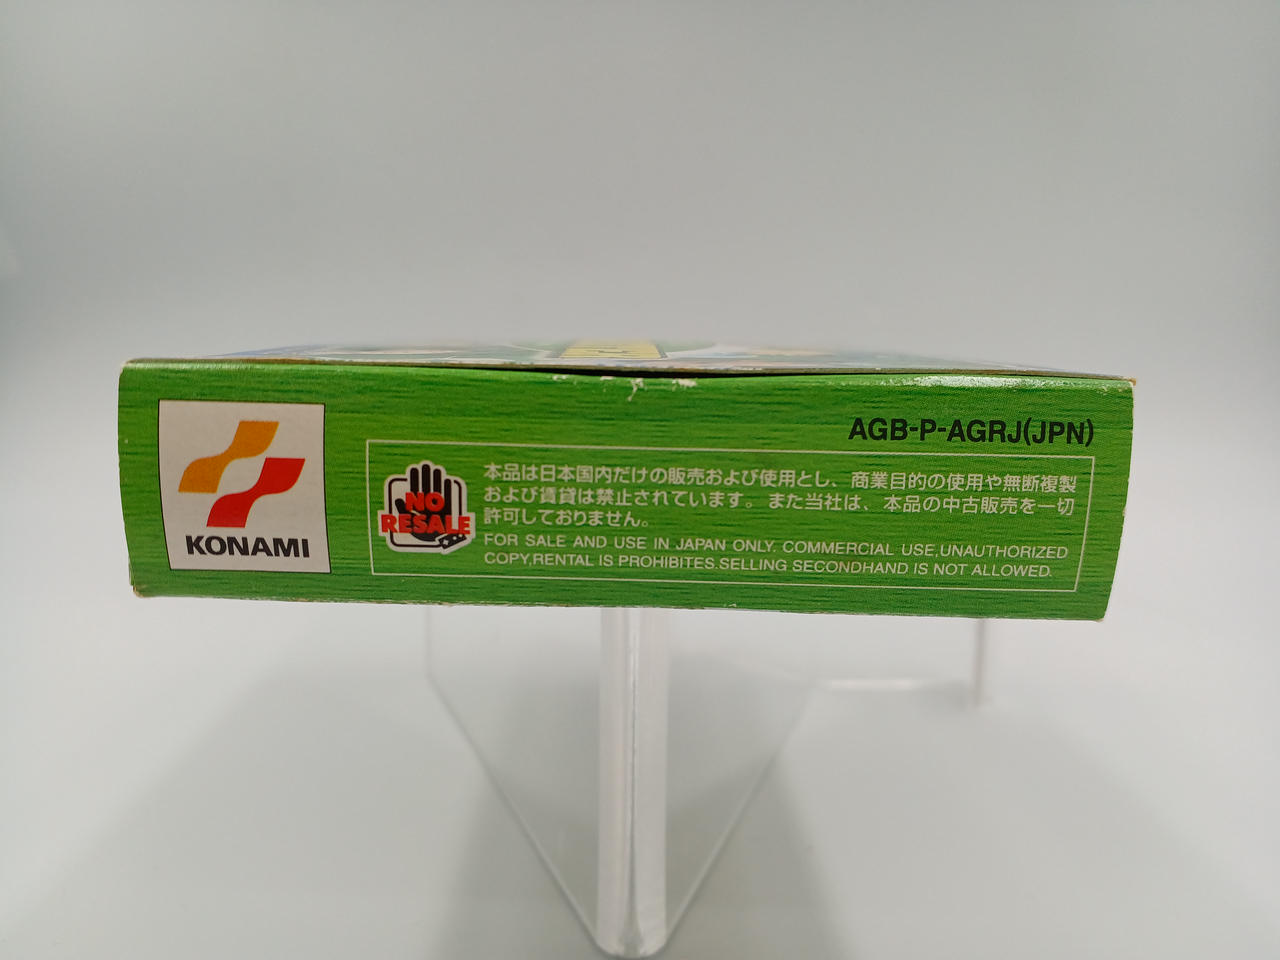 KONAMI
AGB-P-AGRJ(JPN)
NO
RESALE
本品は日本国内だけの販売および使用とし、商業目的の使用や無断複製
および賃貸は禁止されています。また当社は、本品の中古販売を一切
許可しておりません。
FOR SALE AND USE IN JAPAN ONLY. COMMERCIAL USE,UNAUTHORIZED
COPY,RENTAL IS PROHIBITES.SELLING SECONDHAND IS NOT ALLOWED.